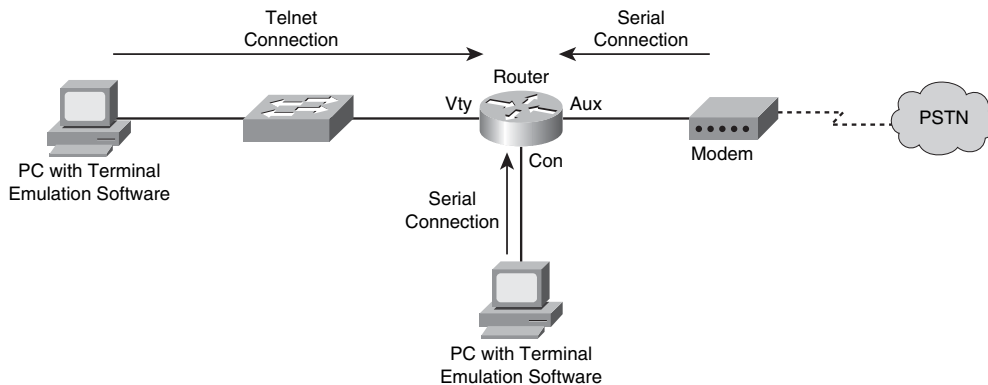 Telnet
Connection
Serial
Connection
Router
Vty
Aux
PSTN
Modem
Con
PC with Terminal
Emulation Software
Serial
Connection
PC with Terminal
Emulation Software